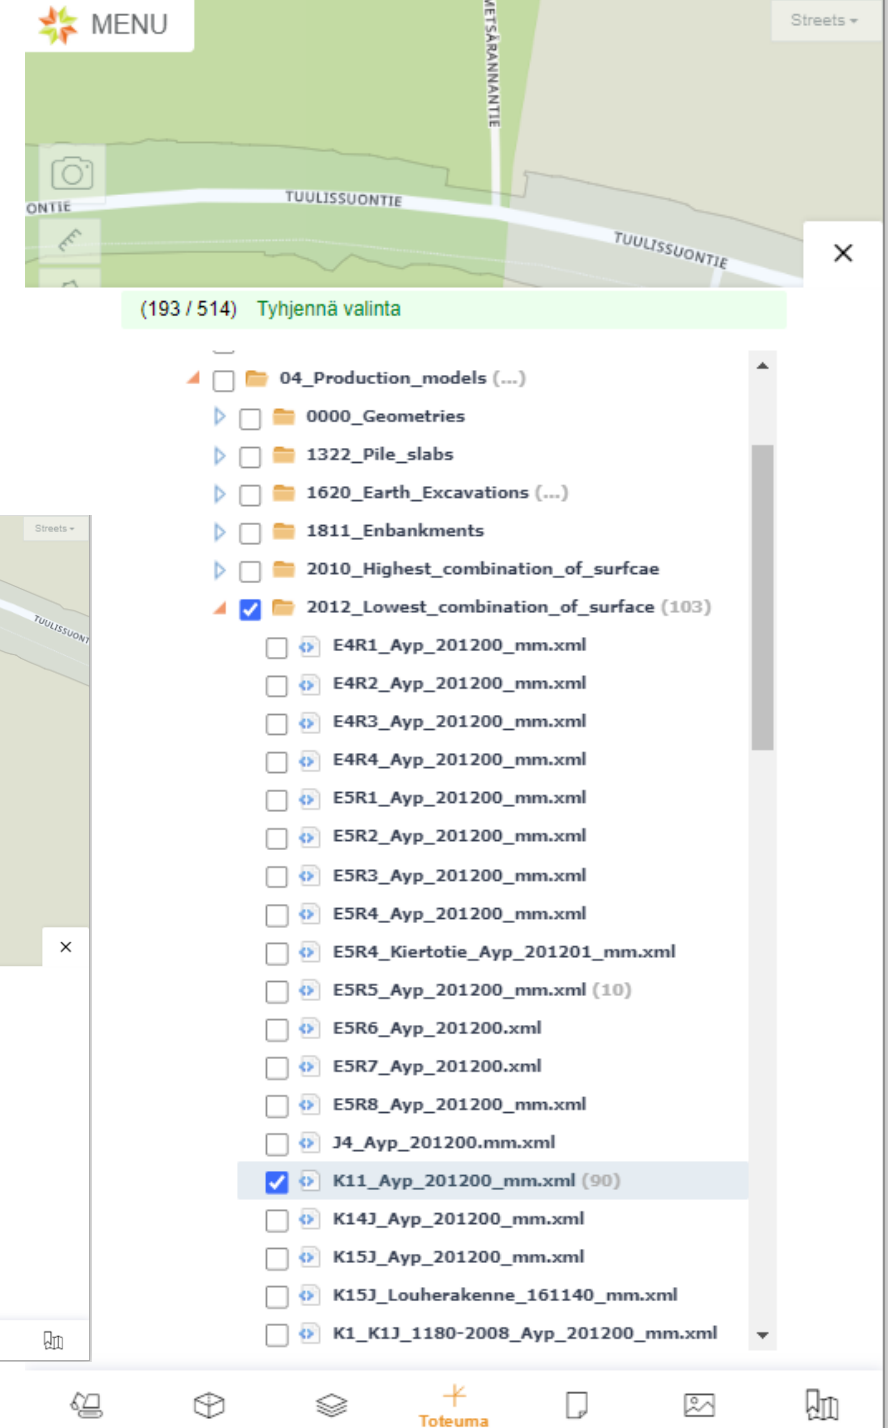 MENU
METSÄRANNANTIE
Streets
TUULISSUONTIE
ONTIE
TUULISSUONTIE
(193 / 514) Tyhjennä valinta
04_Production_models (...)
0000_Geometries
1322_Pile_slabs
1620_Earth_Excavations (...)
1811_Enbankments
2010_Highest_combination_of_surfcae
2012_Lowest_combination_of_surface (103)
E4R1_Ayp_201200_mm.xml
E4R2_Ayp_201200_mm.xml
E4R3_Ayp_201200_mm.xml
E4R4_Ayp_201200_mm.xml
E5R1_Ayp_201200_mm.xml
E5R2_Ayp_201200_mm.xml
E5R3_Ayp_201200_mm.xml
E5R4_Ayp_201200_mm.xml
E5R4_Kiertotie_Ayp_201201_mm.xml
E5R5_Ayp_201200_mm.xml (10)
E5R6_Ayp_201200.xml
E5R7_Ayp_201200.xml
E5R8_Ayp_201200_mm.xml
J4_Ayp_201200.mm.xml
K11_Ayp_201200_mm.xml (90)
K14J_Ayp_201200_mm.xml
K15J_Ayp_201200_mm.xml
K15J_Louherakenne_161140_mm.xml
K1_K1J_1180-2008_Ayp_201200_mm.xml
Toteuma
Streets
TUULISSUONT